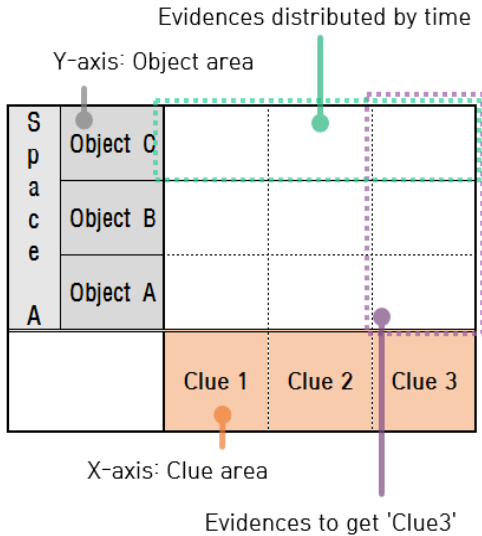 Evidences distributed by time
Y-axis: Object area
Space A
Object C
Object B
Object A
Clue 1
Clue 2
Clue 3
X-axis: Clue area
Evidences to get 'Clue3'